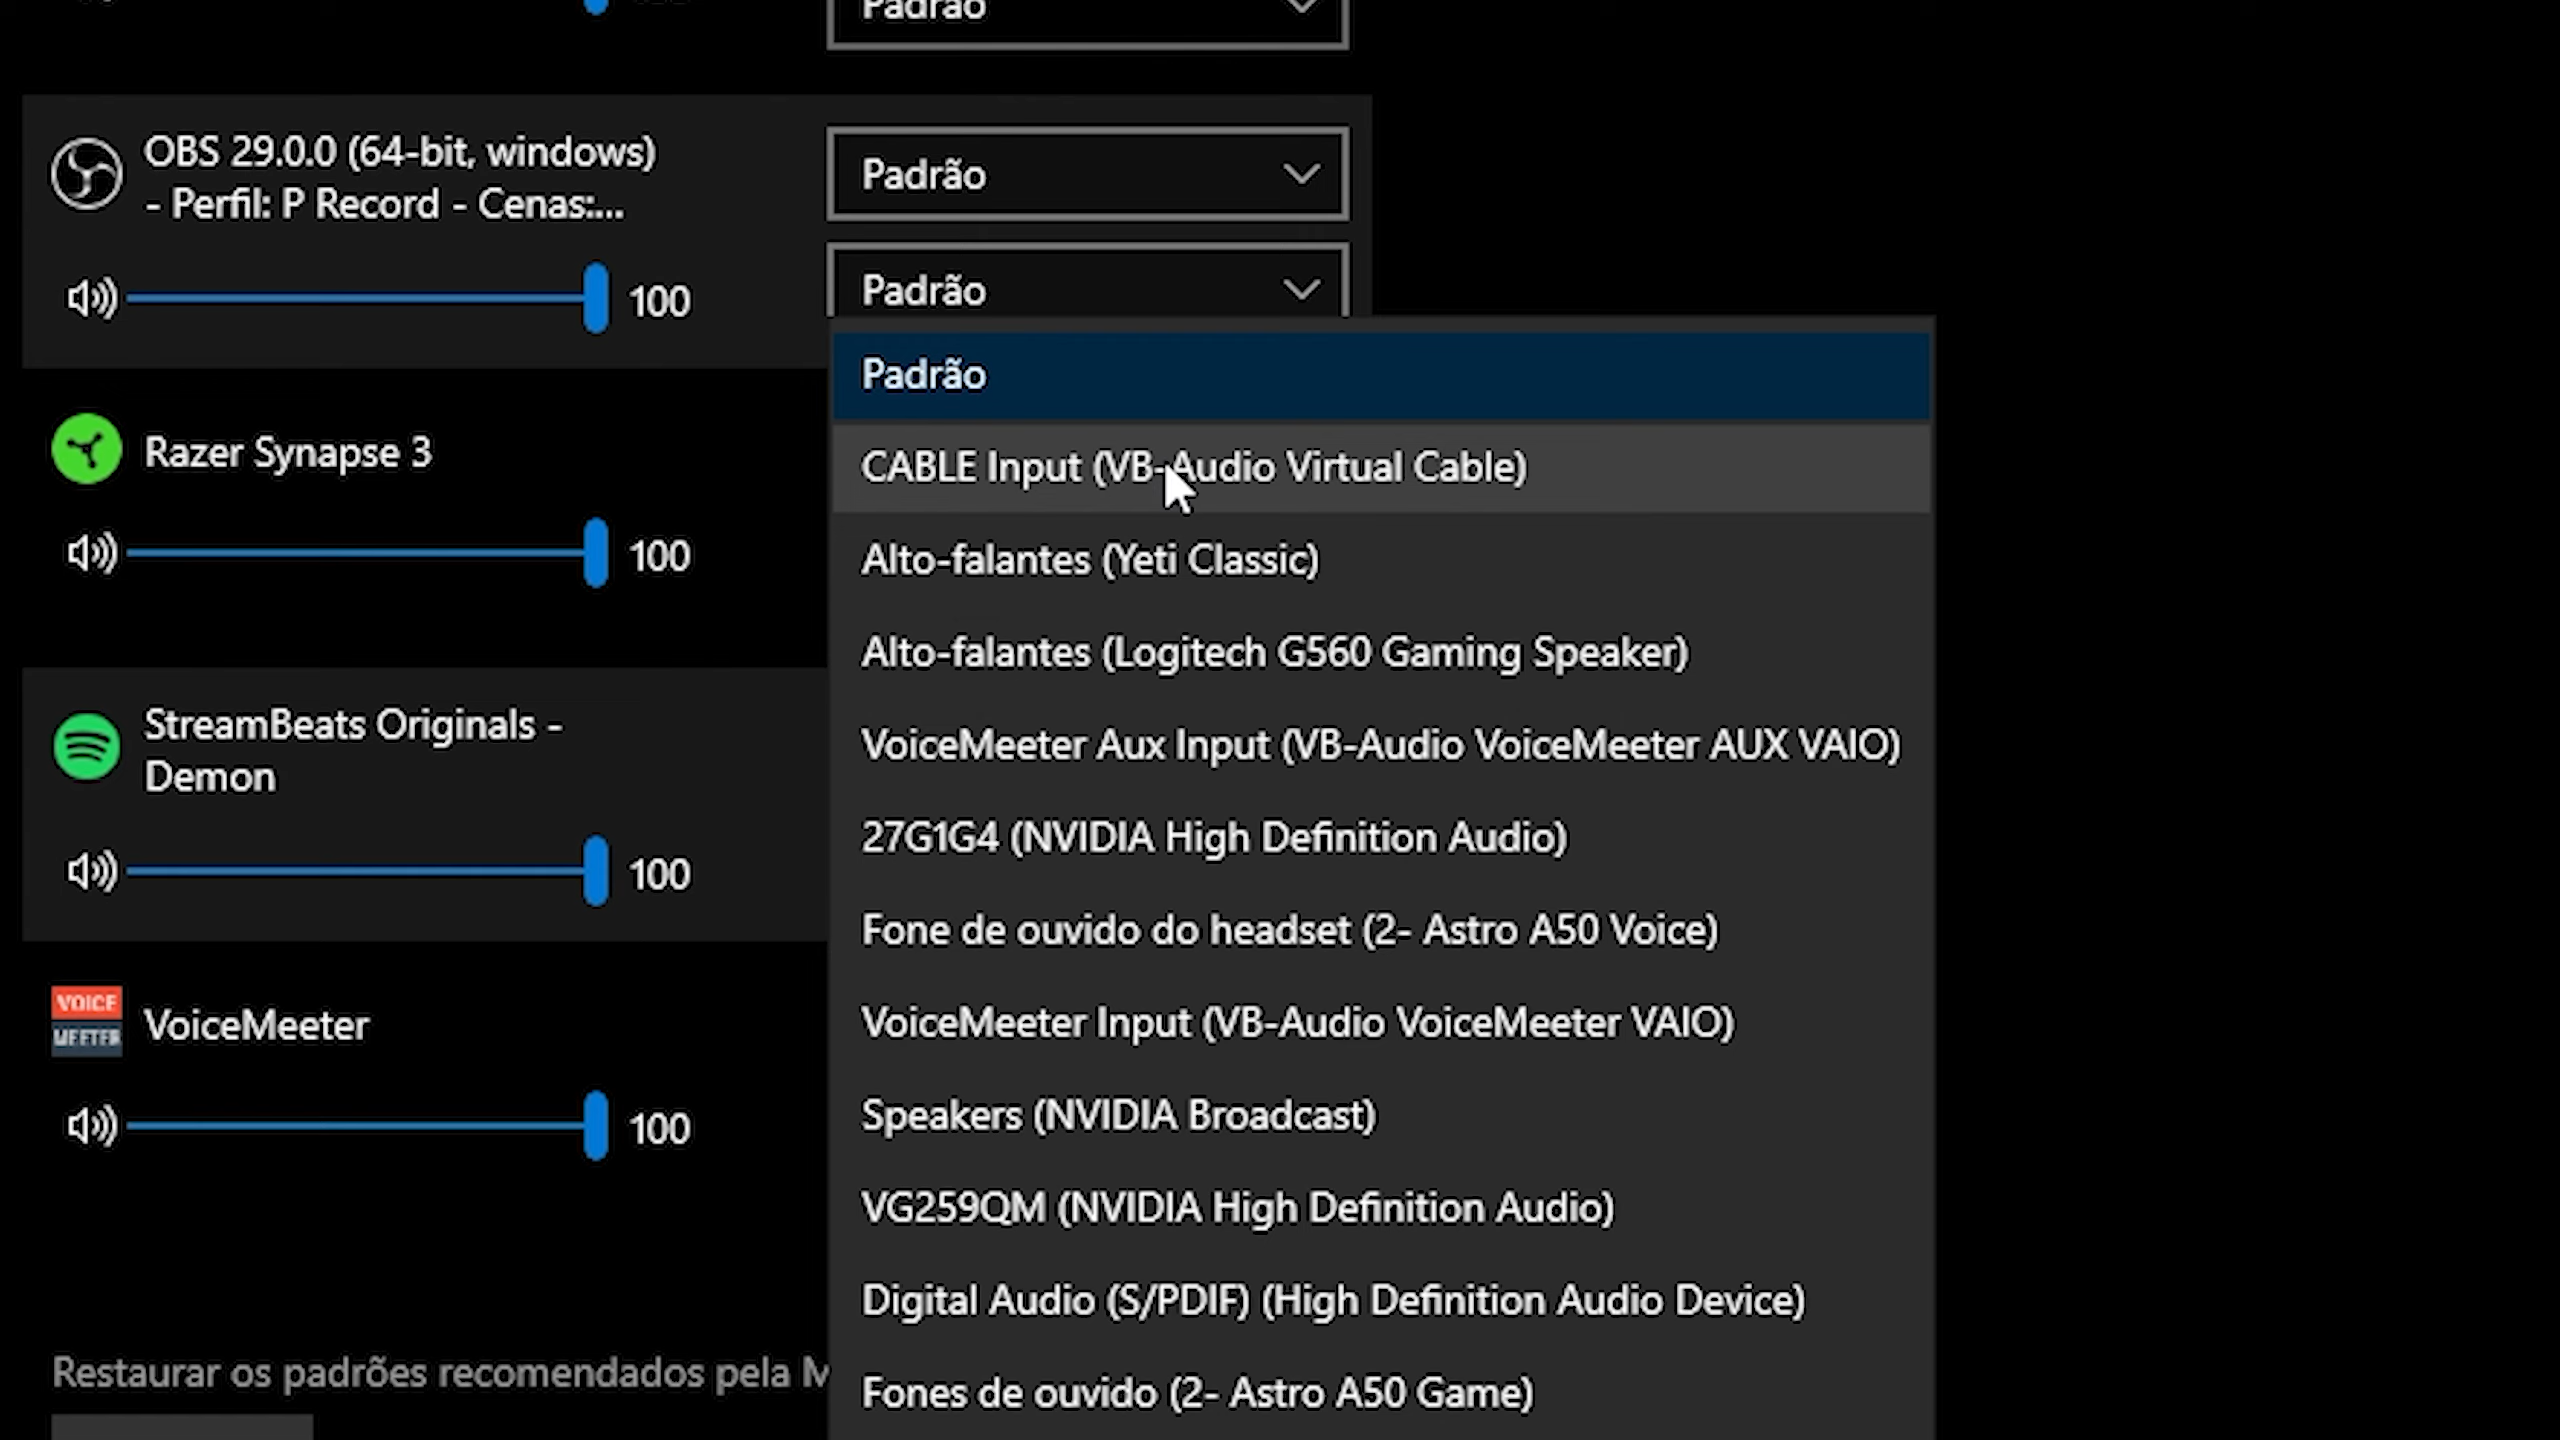 Padrão
OBS 29.0.0 (64-bit, windows)
- Perfil: P Record - Cenas:...
Padrão
100
Padrão
Padrão
CABLE Input (VB-Audio Virtual Cable)
Razer Synapse 3
100
Alto-falantes (Yeti Classic)
Alto-falantes (Logitech G560 Gaming Speaker)
StreamBeats Originals -
Demon
100
VoiceMeeter Aux Input (VB-Audio VoiceMeeter AUX VAIO)
27G1G4 (NVIDIA High Definition Audio)
Fone de ouvido do headset (2- Astro A50 Voice)
VOICE
MEETER
VoiceMeeter
100
VoiceMeeter Input (VB-Audio VoiceMeeter VAIO)
Speakers (NVIDIA Broadcast)
VG259QM (NVIDIA High Definition Audio)
Digital Audio (S/PDIF) (High Definition Audio Device)
Fones de ouvido (2- Astro A50 Game)
Restaurar os padrões recomendados pela M